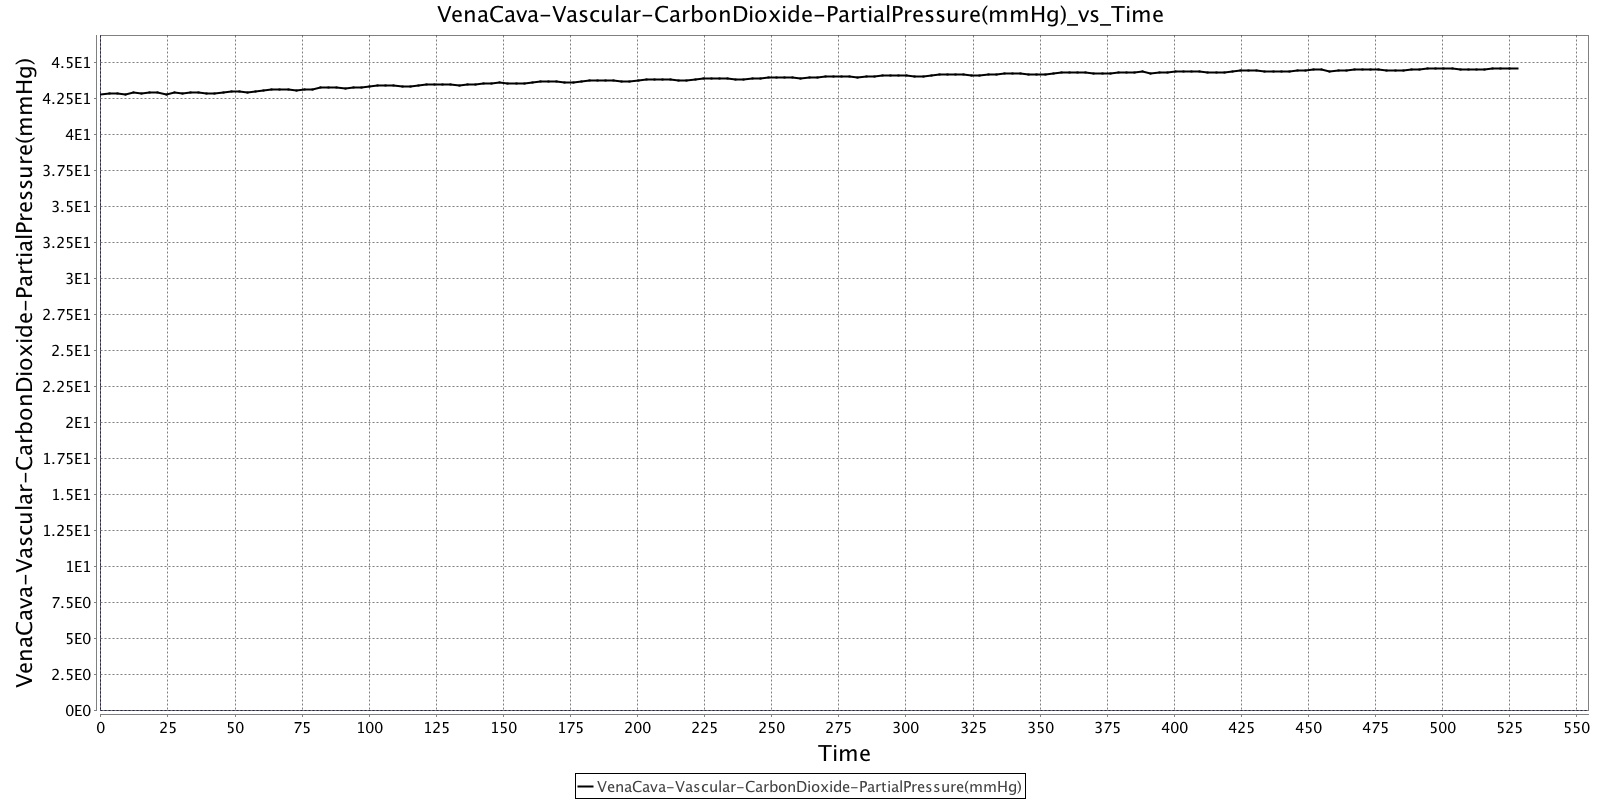 VenaCava-Vascular-CarbonDioxide-PartialPressure(mmHg)_vs_Time
VenaCava-Vascular-CarbonDioxide-PartialPressure(mmHg)
4.5E1
4.25E1
4E1
3.75E1
3.5E1
3.25E1
3E1
2.75E1
2.5E1
2.25E1
2E1
1.75E1
1.5E1
1.25E1
1E1
7.5E0
5E0
2.5E0
0E0
0 25 50 75 100 125 150 175 200 225 250 275 300 325 350 375 400 425 450 475 500 525 550
Time
VenaCava-Vascular-CarbonDioxide-PartialPressure(mmHg)